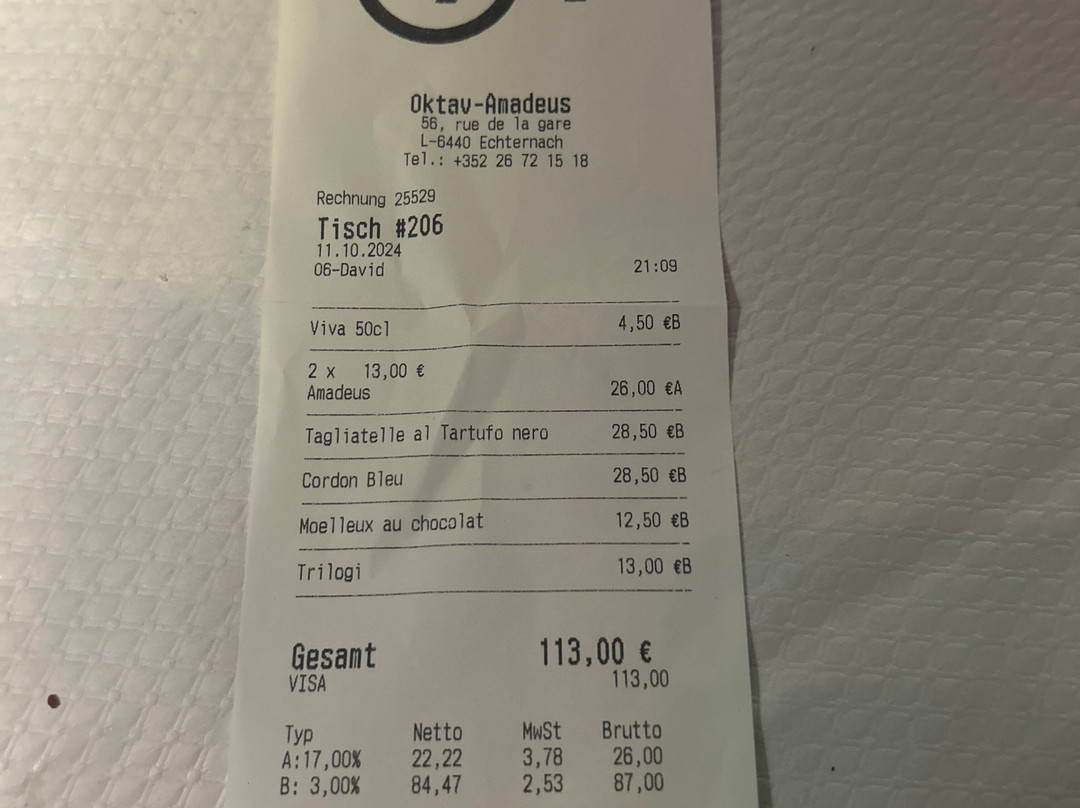 Oktav-Amadeus
56, rue de la gare
L-6440 Echternach
Tel.: +352 26 72 15 18
Rechnung 25529
Tisch #206
11.10.2024
06-David 21:09
Viva 50cl 4,50 €B
2 x 13,00 €
Amadeus 26,00 €A
Tagliatelle al Tartufo nero 28,50 €B
Cordon Bleu 28,50 €B
Moelleux au chocolat 12,50 €B
Trilogi 13,00 €B
Gesamt 113,00 €
VISA 113,00
Typ Netto MwSt Brutto
A:17,00% 22,22 3,78 26,00
B: 3,00% 84,47 2,53 87,00